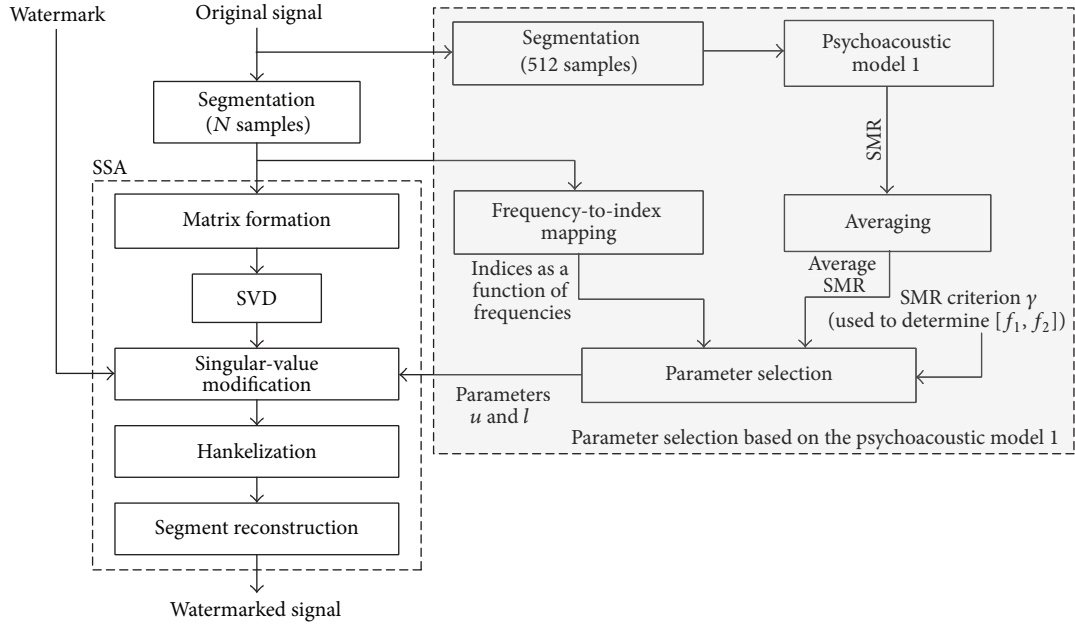 Watermark
Original signal
Segmentation
(512 samples)
Psychoacoustic
model 1
Segmentation
(N samples)
SMR
SSA
Matrix formation
Frequency-to-index
mapping
Averaging
SVD
Indices as a
function of
frequencies
Average
SMR
SMR criterion γ
(used to determine [f₁, f₂])
Singular-value
modification
Parameter selection
Parameters
u and l
Parameter selection based on the psychoacoustic model 1
Hankelization
Segment reconstruction
Watermarked signal